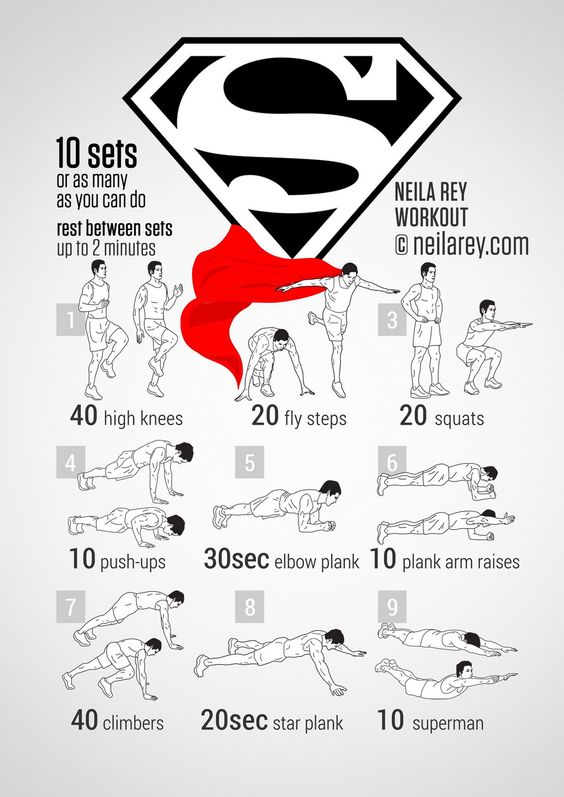 S
10 sets
or as many
as you can do
rest between sets
up to 2 minutes
NEILA REY
WORKOUT
© neilarey.com
1
40 high knees
20 fly steps
3
20 squats
4
10 push-ups
5
30sec elbow plank
6
10 plank arm raises
7
40 climbers
8
20sec star plank
9
10 superman